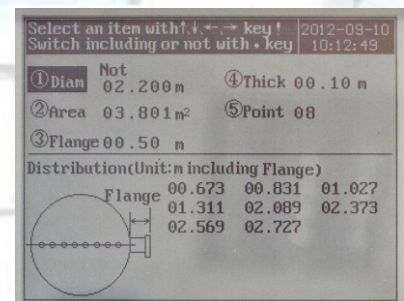 Select an item with↑,↓,←,→ key! 2012-09-10
Switch including or not with • key 10:12:49
①Diam Not 02.200m ④Thick 00.10 m
②Area 03.801m² ⑤Point 08
③Flange 00.50 m
Distribution(Unit:m including Flange)
Flange 00.673 00.831 01.027
01.311 02.089 02.373
02.569 02.727